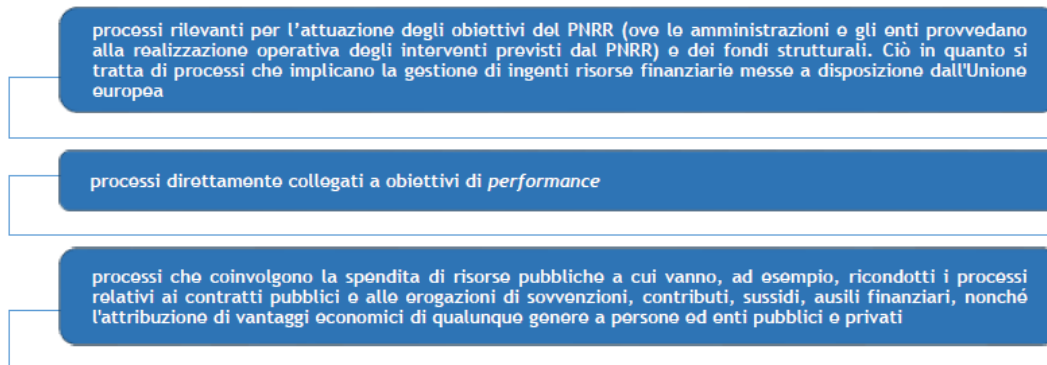 processi rilevanti per l'attuazione degli obiettivi del PNRR (ove le amministrazioni e gli enti provvedano
alla realizzazione operativa degli interventi previsti dal PNRR) e dei fondi strutturali. Ciò in quanto si
tratta di processi che implicano la gestione di ingenti risorse finanziarie messe a disposizione dall'Unione
europea
processi direttamente collegati a obiettivi di performance
processi che coinvolgono la spendita di risorse pubbliche a cui vanno, ad esempio, ricondotti i processi
relativi ai contratti pubblici e alle erogazioni di sovvenzioni, contributi, sussidi, ausili finanziari, nonché
l'attribuzione di vantaggi economici di qualunque genere a persone ed enti pubblici e privati